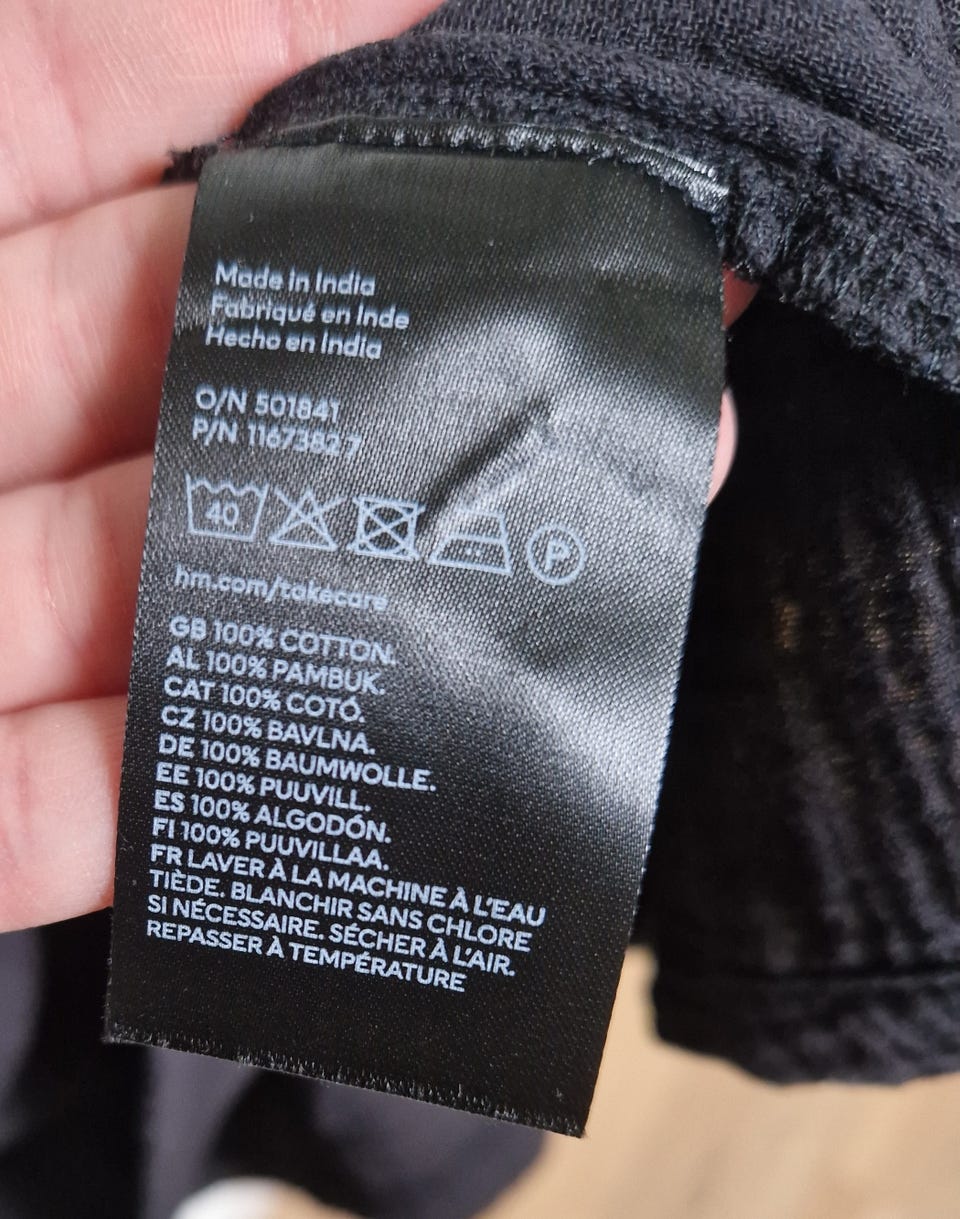 Made in India
Fabriqué en Inde
Hecho en India
O/N 501841
P/N 1167382 7
40 P
hm.com/takecare
GB 100% COTTON.
AL 100% PAMBUK.
CAT 100% COTÓ.
CZ 100% BAVLNA.
DE 100% BAUMWOLLE.
EE 100% PUUVILL.
ES 100% ALGODÓN.
FI 100% PUUVILLAA.
FR LAVER À LA MACHINE À L'EAU
TIÈDE. BLANCHIR SANS CHLORE
SI NÉCESSAIRE. SÉCHER À L'AIR.
REPASSER À TEMPÉRATURE